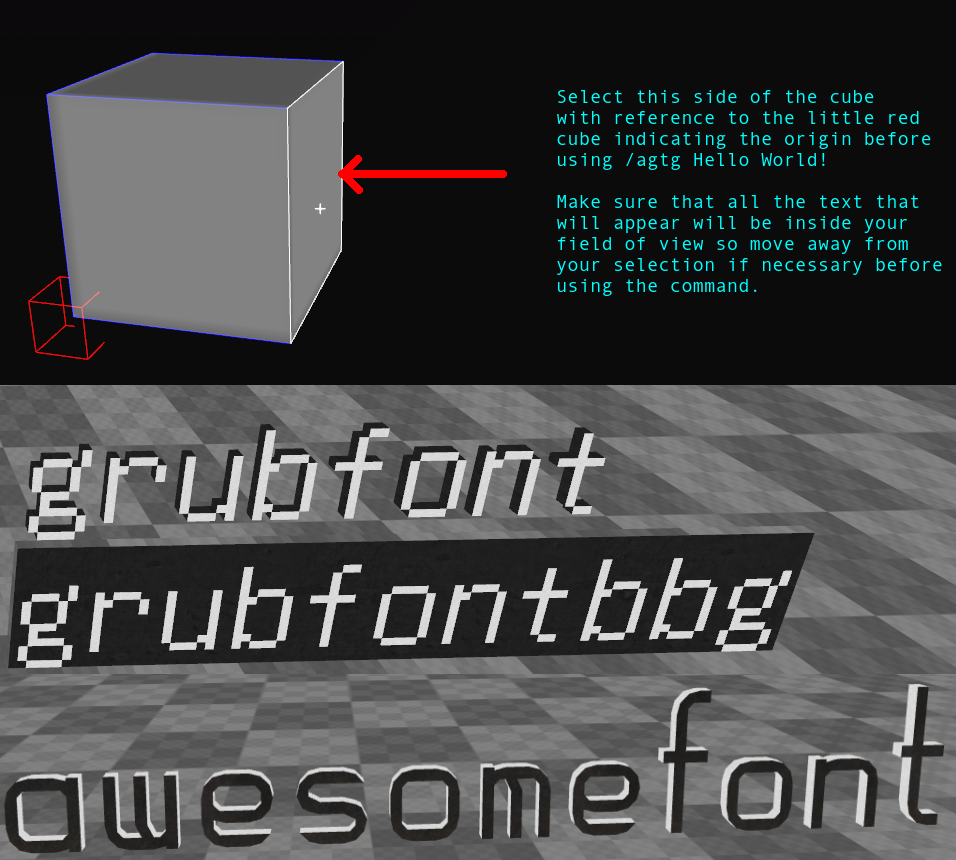 Select this side of the cube
with reference to the little red
cube indicating the origin before
using /agtg Hello World!
Make sure that all the text that
will appear will be inside your
field of view so move away from
your selection if necessary before
using the command.
grubfont
grubfontbbg
awesomefont